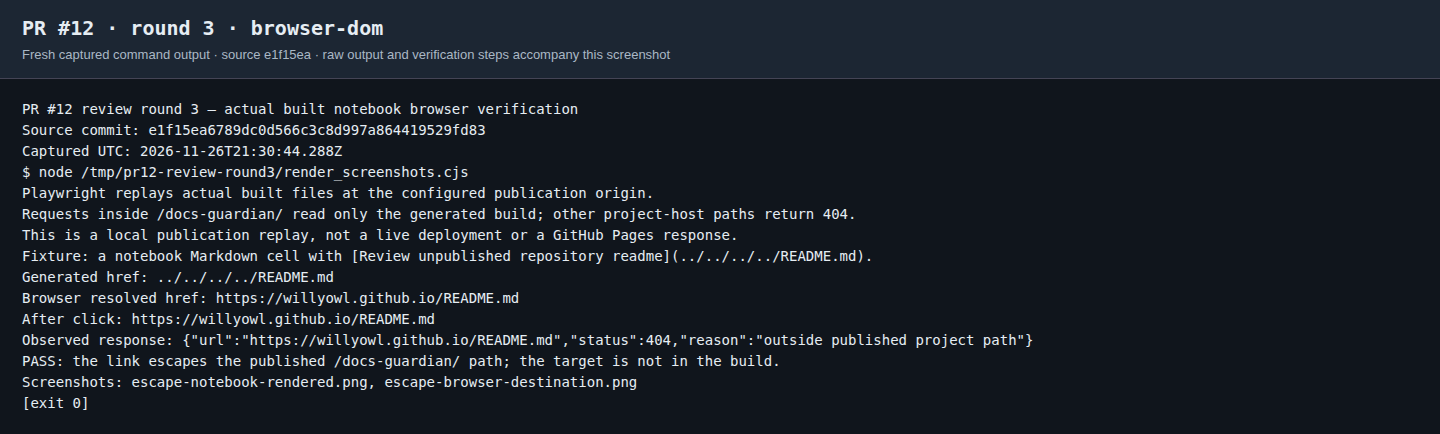 PR #12 · round 3 · browser-dom
Fresh captured command output · source e1f15ea · raw output and verification steps accompany this screenshot
PR #12 review round 3 — actual built notebook browser verification
Source commit: e1f15ea6789dc0d566c3c8d997a864419529fd83
Captured UTC: 2026-11-26T21:30:44.288Z
$ node /tmp/pr12-review-round3/render_screenshots.cjs
Playwright replays actual built files at the configured publication origin.
Requests inside /docs-guardian/ read only the generated build; other project-host paths return 404.
This is a local publication replay, not a live deployment or a GitHub Pages response.
Fixture: a notebook Markdown cell with [Review unpublished repository readme](../../../../README.md).
Generated href: ../../../../README.md
Browser resolved href: https://willyowl.github.io/README.md
After click: https://willyowl.github.io/README.md
Observed response: {"url":"https://willyowl.github.io/README.md","status":404,"reason":"outside published project path"}
PASS: the link escapes the published /docs-guardian/ path; the target is not in the build.
Screenshots: escape-notebook-rendered.png, escape-browser-destination.png
[exit 0]